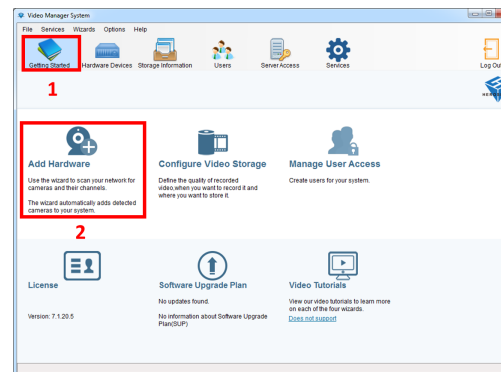 Video Manager System
File Services Wizards Options Help
Getting Started Hardware Devices Storage Information Users Server Access Services Log Out
1
Add Hardware Configure Video Storage Manage User Access
Use the wizard to scan your network for
cameras and their channels.
The wizard automatically adds detected
cameras to your system.
Define the quality of recorded
video,when you want to record it and
where you want to store it.
Create users for your system.
2
License Software Upgrade Plan Video Tutorials
Version: 7.1.20.5
No updates found.
No information about Software Upgrade
Plan(SUP)
View our video tutorials to learn more
on each of the four wizards.
Does not support